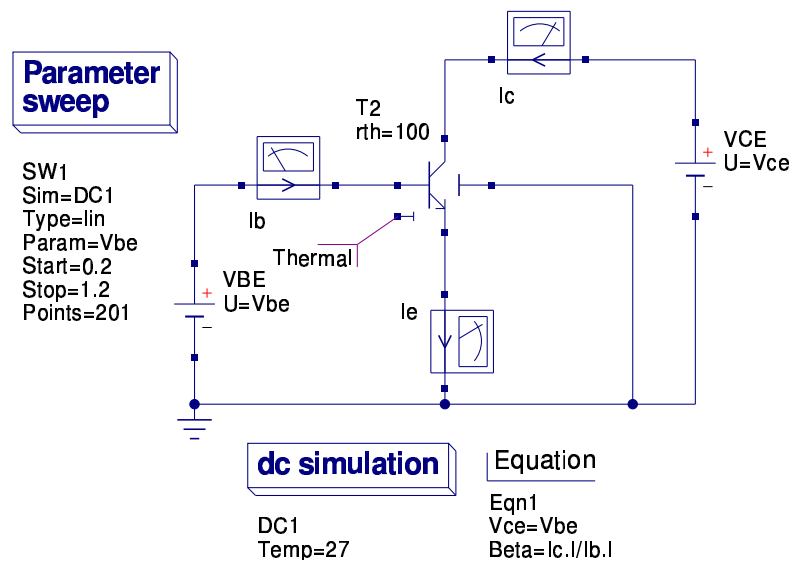 Parameter
sweep
SW1
Sim=DC1
Type=lin
Param=Vbe
Start=0.2
Stop=1.2
Points=201
T2
rth=100
Ic
VCE
U=Vce
+
–
Ib
Thermal
VBE
U=Vbe
+
–
Ie
dc simulation
DC1
Temp=27
Equation
Eqn1
Vce=Vbe
Beta=Ic.I/Ib.I